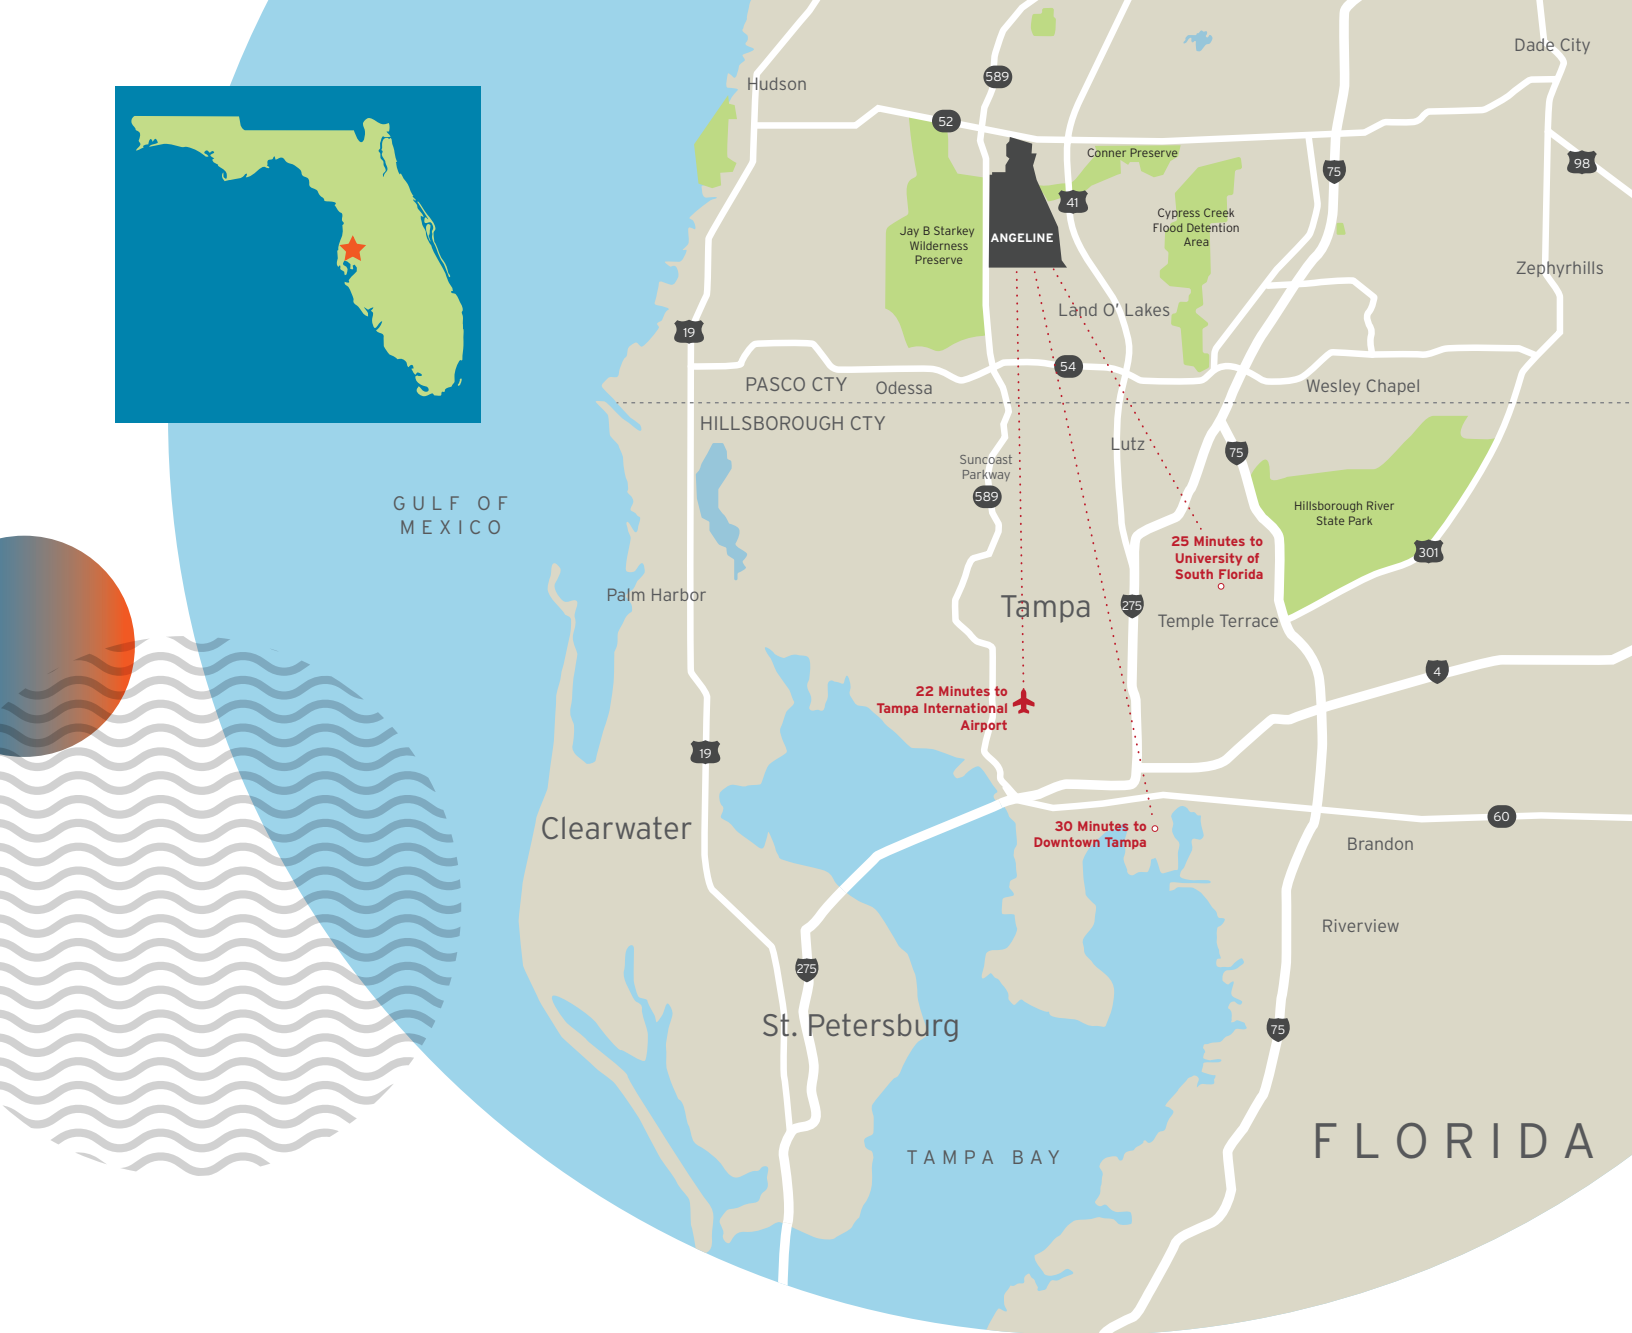 Dade City
589
Hudson
52
Conner Preserve
75
98
41
Cypress Creek
Flood Detention
Area
Jay B Starkey
Wilderness
Preserve
ANGELINE
Zephyrhills
Land O' Lakes
19
54
PASCO CTY
Odessa
Wesley Chapel
HILLSBOROUGH CTY
Lutz
75
Suncoast
Parkway
589
GULF OF
MEXICO
Hillsborough River
State Park
25 Minutes to
University of
South Florida
301
Palm Harbor
Tampa
275
Temple Terrace
4
22 Minutes to
Tampa International
Airport
19
60
Clearwater
30 Minutes to
Downtown Tampa
Brandon
Riverview
275
St. Petersburg
75
FLORIDA
TAMPA BAY